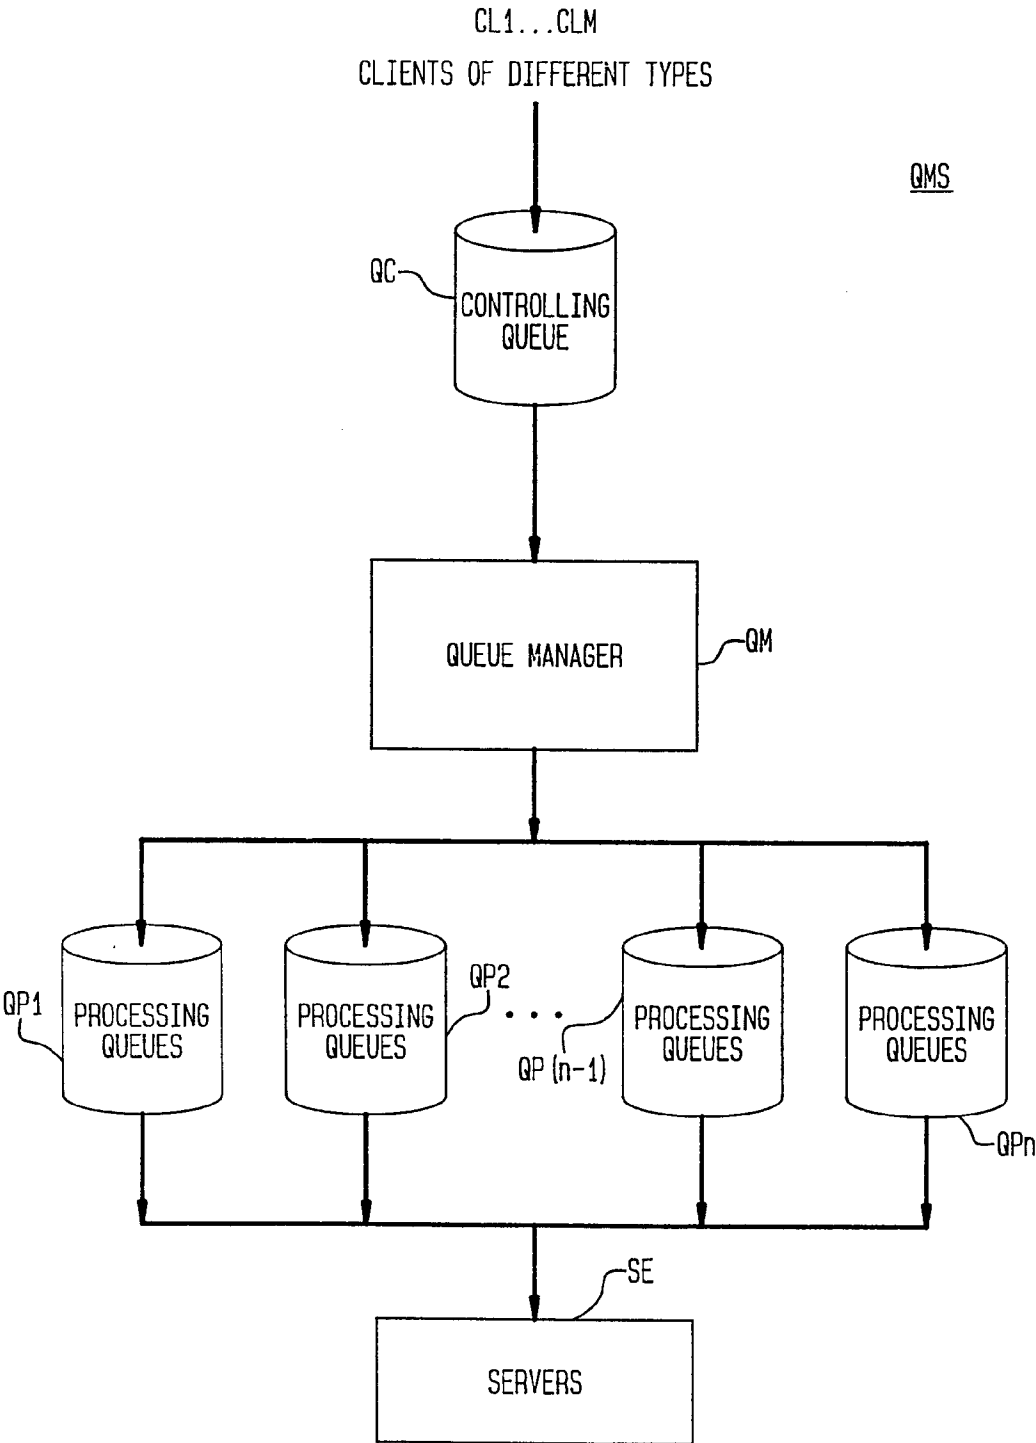 CL1...CLM
CLIENTS OF DIFFERENT TYPES
QMS
QC
CONTROLLING
QUEUE
QUEUE MANAGER
QM
QP1
PROCESSING
QUEUES
PROCESSING
QUEUES
QP2
. . .
QP(n-1)
PROCESSING
QUEUES
PROCESSING
QUEUES
QPn
SE
SERVERS